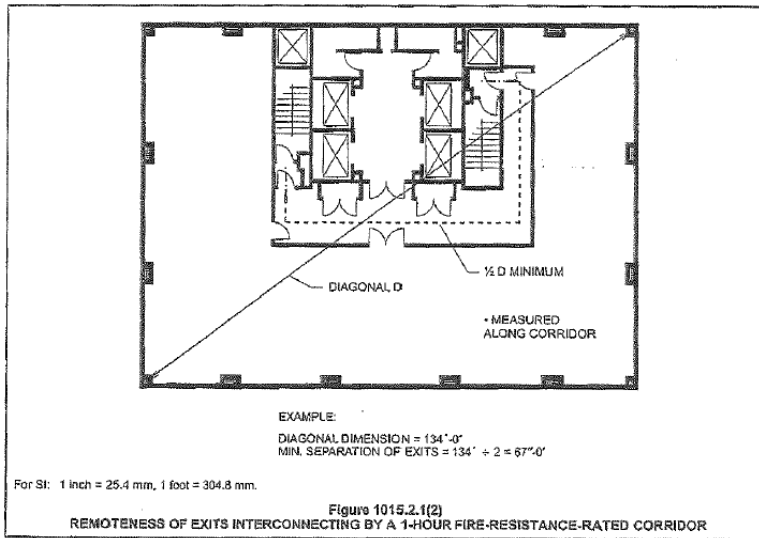 ½ D MINIMUM
DIAGONAL D
• MEASURED
ALONG CORRIDOR
EXAMPLE:
DIAGONAL DIMENSION = 134'-0"
MIN. SEPARATION OF EXITS = 134' ÷ 2 = 67"-0'
For SI: 1 inch = 25.4 mm, 1 foot = 304.8 mm.
Figure 1015.2.1(2)
REMOTENESS OF EXITS INTERCONNECTING BY A 1-HOUR FIRE-RESISTANCE-RATED CORRIDOR